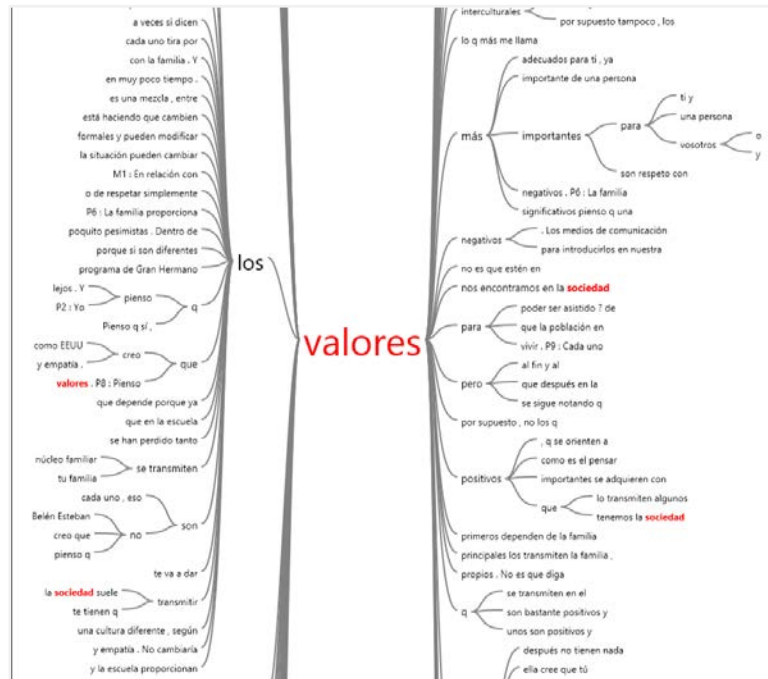 a veces si dicen
cada uno tira por
con la familia . Y
en muy poco tiempo .
es una mezcla , entre
está haciendo que cambien
formales y pueden modificar
la situación pueden cambiar
M1 : En relación con
o de respetar simplemente
P6 : La familia proporciona
poquito pesimistas . Dentro de
porque si son diferentes
programa de Gran Hermano
los
lejos . Y
P2 : Yo
pienso
Pienso q sí ,
q
como EEUU
y empatía .
creo
valores . P8 : Pienso
que
que depende porque ya
que en la escuela
se han perdido tanto
núcleo familiar
tu familia
se transmiten
cada uno , eso
Belén Esteban
creo que
pienso q
no
son
te va a dar
la sociedad suele
te tienen q
transmitir
una cultura diferente , según
y empatía . No cambiaría
y la escuela proporcionan
valores
interculturales
por supuesto tampoco , los
lo q más me llama
más
adecuados para ti , ya
importante de una persona
importantes
para
ti y
una persona
vosotros
o
y
son respeto con
negativos . P6 : La familia
significativos pienso q una
negativos
. Los medios de comunicación
para introducirlos en nuestra
no es que estén en
nos encontramos en la sociedad
para
poder ser asistido ? de
que la población en
vivir . P9 : Cada uno
pero
al fin y al
que después en la
se sigue notando q
por supuesto , no los q
positivos
, q se orienten a
como es el pensar
importantes se adquieren con
que
lo transmiten algunos
tenemos la sociedad
primeros dependen de la familia
principales los transmiten la familia ,
propios . No es que diga
q
se transmiten en el
son bastante positivos y
unos son positivos y
después no tienen nada
ella cree que tú